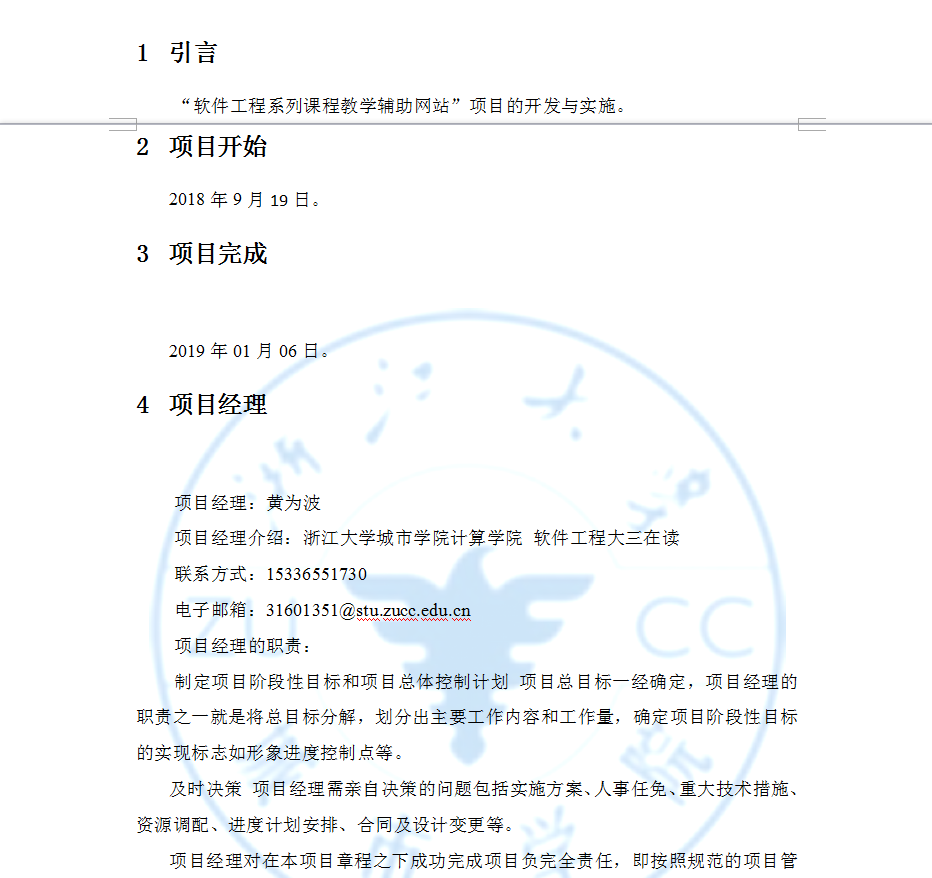 1 引言
“软件工程系列课程教学辅助网站”项目的开发与实施。
2 项目开始
2018 年 9 月 19 日。
3 项目完成
2019 年 01 月 06 日。
4 项目经理
项目经理：黄为波
项目经理介绍：浙江大学城市学院计算学院 软件工程大三在读
联系方式：15336551730
电子邮箱：31601351@stu.zucc.edu.cn
项目经理的职责：
制定项目阶段性目标和项目总体控制计划 项目总目标一经确定，项目经理的
职责之一就是将总目标分解，划分出主要工作内容和工作量，确定项目阶段性目标
的实现标志如形象进度控制点等。
及时决策 项目经理需亲自决策的问题包括实施方案、人事任免、重大技术措施、
资源调配、进度计划安排、合同及设计变更等。
项目经理对在本项目章程之下成功完成项目负完全责任，即按照规范的项目管
浙江大学
ZU CC
学院